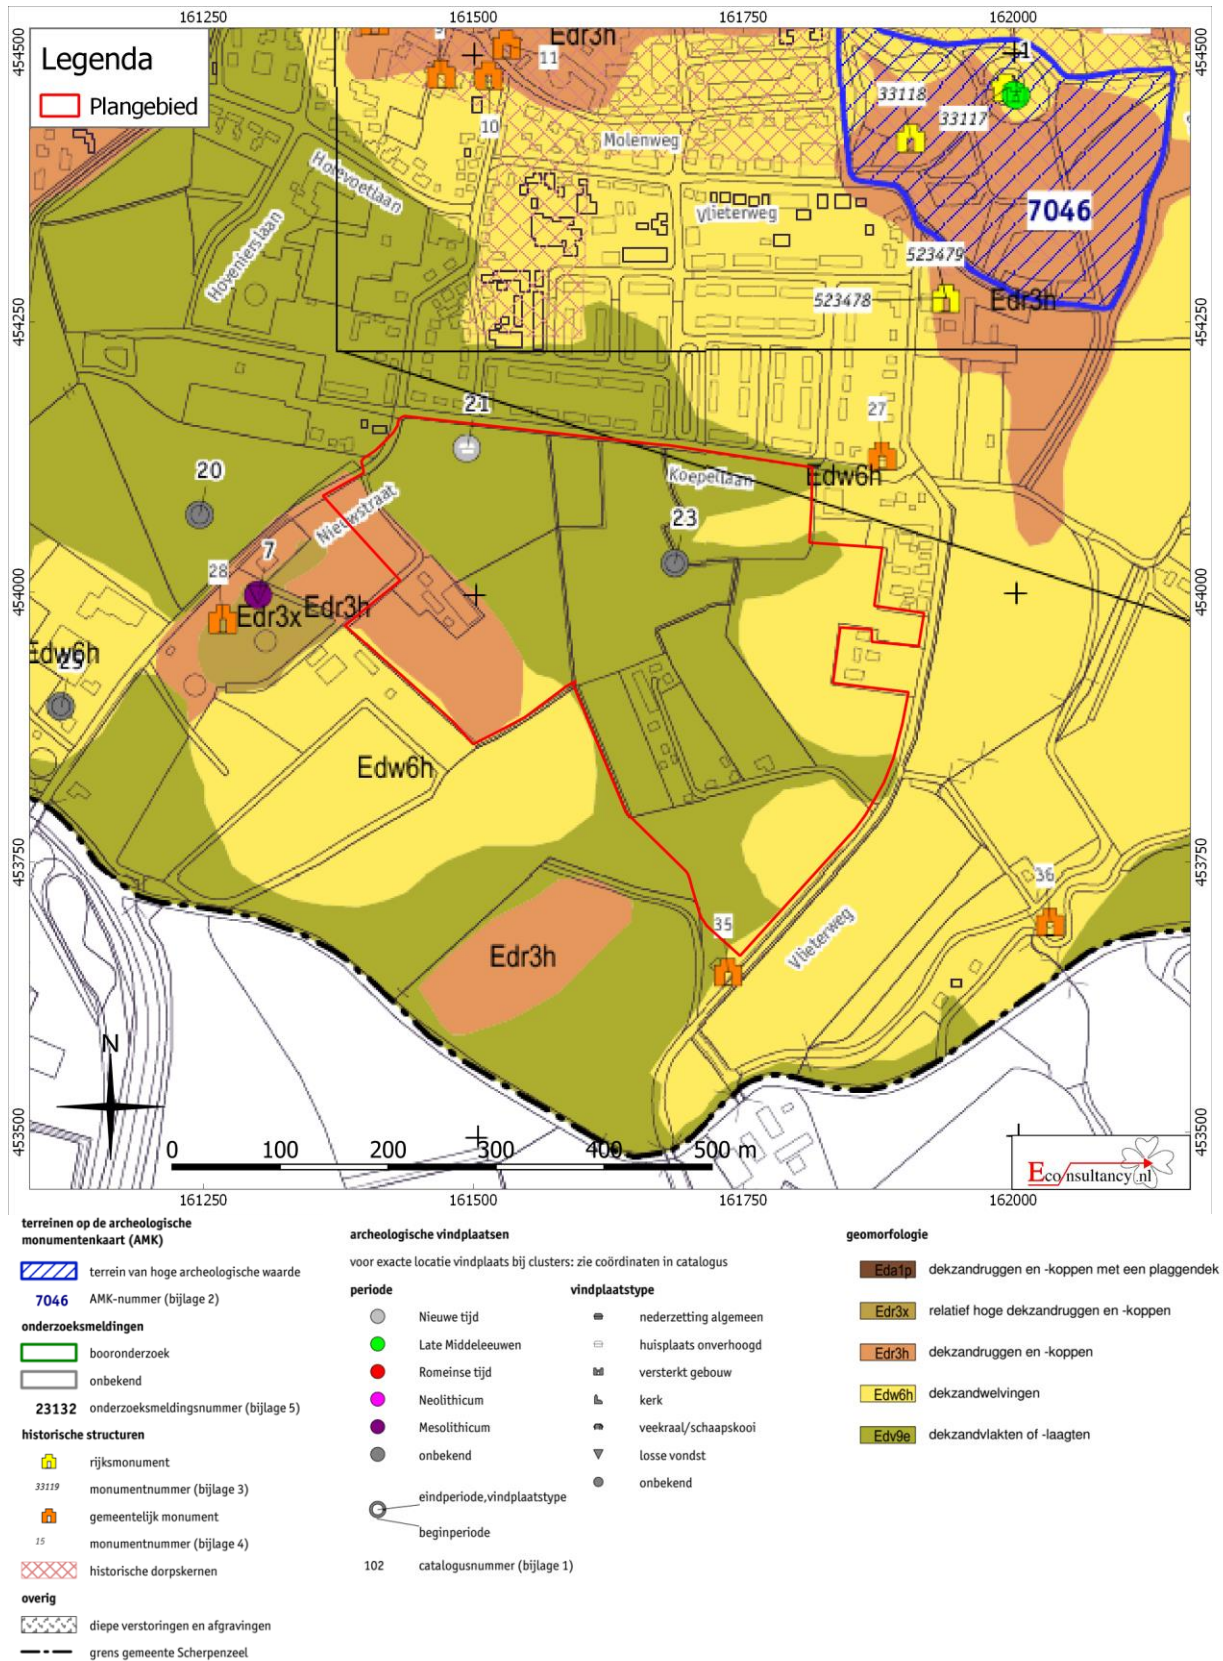 161250 161500 161750 162000
454500 454500
Legenda
Plangebied
Edr3h
11
10
1
33118
33117
Molenweg
Holevoetlaan
Vlieterweg
7046
Hovenierslaan
523479
523478
Edr3h
454250 454250
21
27
20
Koepellaan
Edw6h
Nieuwstraat
23
7
28
454000 454000
Edr3x
Edr3h
Edw6h
25
Edw6h
453750 453750
36
35
Vlieterweg
Edr3h
N
453500 453500
0 100 200 300 400 500 m
Econsultancy.nl
161250 161500 161750 162000
terreinen op de archeologische
monumentenkaart (AMK)
terrein van hoge archeologische waarde
7046 AMK-nummer (bijlage 2)
onderzoeksmeldingen
booronderzoek
onbekend
23132 onderzoeksmeldingsnummer (bijlage 5)
historische structuren
rijksmonument
33119 monumentnummer (bijlage 3)
gemeentelijk monument
15 monumentnummer (bijlage 4)
historische dorpskernen
overig
diepe verstoringen en afgravingen
grens gemeente Scherpenzeel
archeologische vindplaatsen
voor exacte locatie vindplaats bij clusters: zie coördinaten in catalogus
periode
Nieuwe tijd
Late Middeleeuwen
Romeinse tijd
Neolithicum
Mesolithicum
onbekend
eindperiode,vindplaatstype
beginperiode
102 catalogusnummer (bijlage 1)
vindplaatstype
nederzetting algemeen
huisplaats onverhoogd
versterkt gebouw
kerk
veekraal/schaapskooi
losse vondst
onbekend
geomorfologie
Eda1p dekzandruggen en -koppen met een plaggendek
Edr3x relatief hoge dekzandruggen en -koppen
Edr3h dekzandruggen en -koppen
Edw6h dekzandwelvingen
Edv9e dekzandvlakten of -laagten